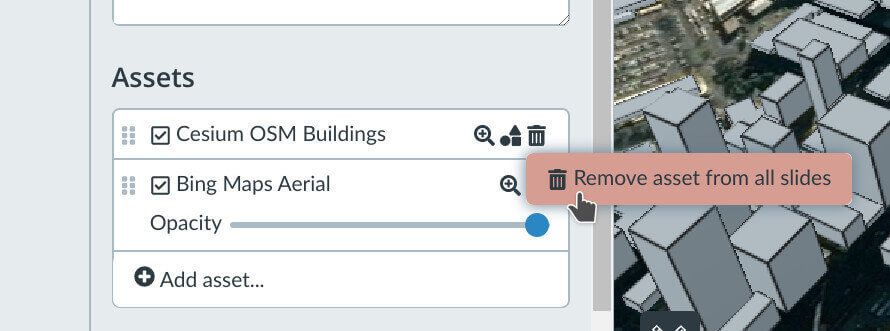 Assets
Cesium OSM Buildings
Bing Maps Aerial
Remove asset from all slides
Opacity
Add asset...